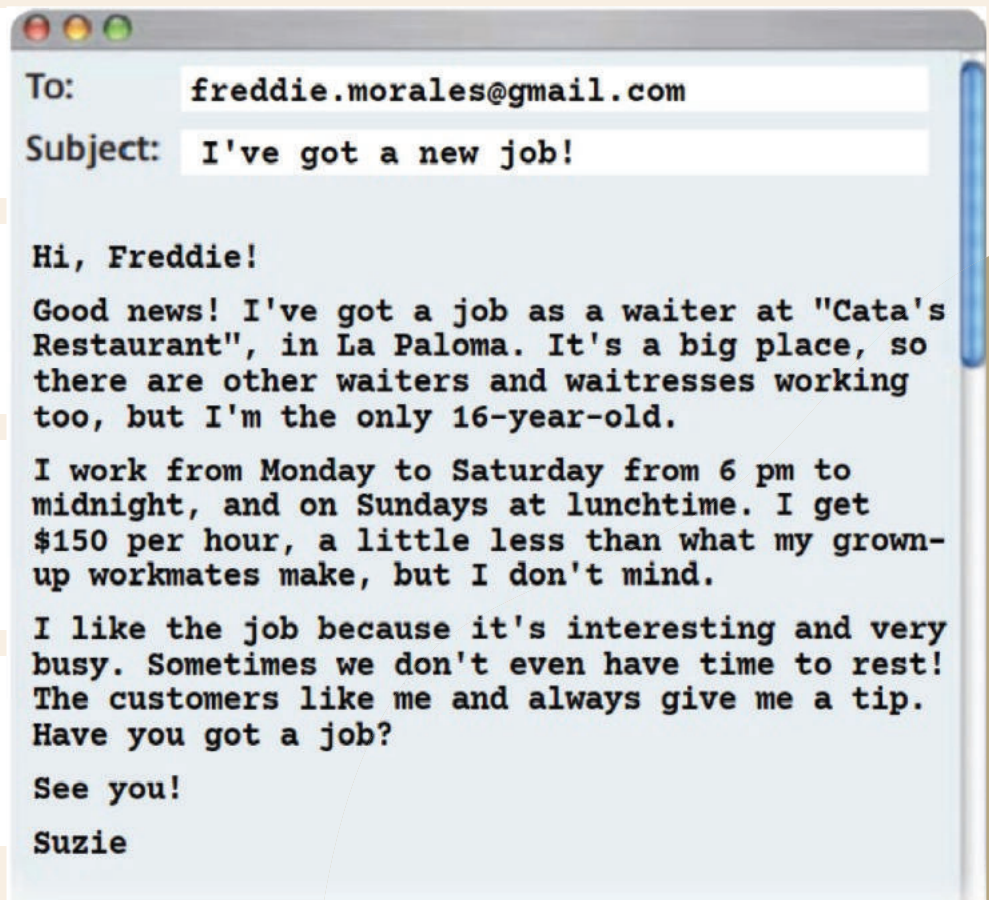 To: freddie.morales@gmail.com
Subject: I've got a new job!
Hi, Freddie!
Good news! I've got a job as a waiter at "Cata's
Restaurant", in La Paloma. It's a big place, so
there are other waiters and waitresses working
too, but I'm the only 16-year-old.
I work from Monday to Saturday from 6 pm to
midnight, and on Sundays at lunchtime. I get
$150 per hour, a little less than what my grown-
up workmates make, but I don't mind.
I like the job because it's interesting and very
busy. Sometimes we don't even have time to rest!
The customers like me and always give me a tip.
Have you got a job?
See you!
Suzie